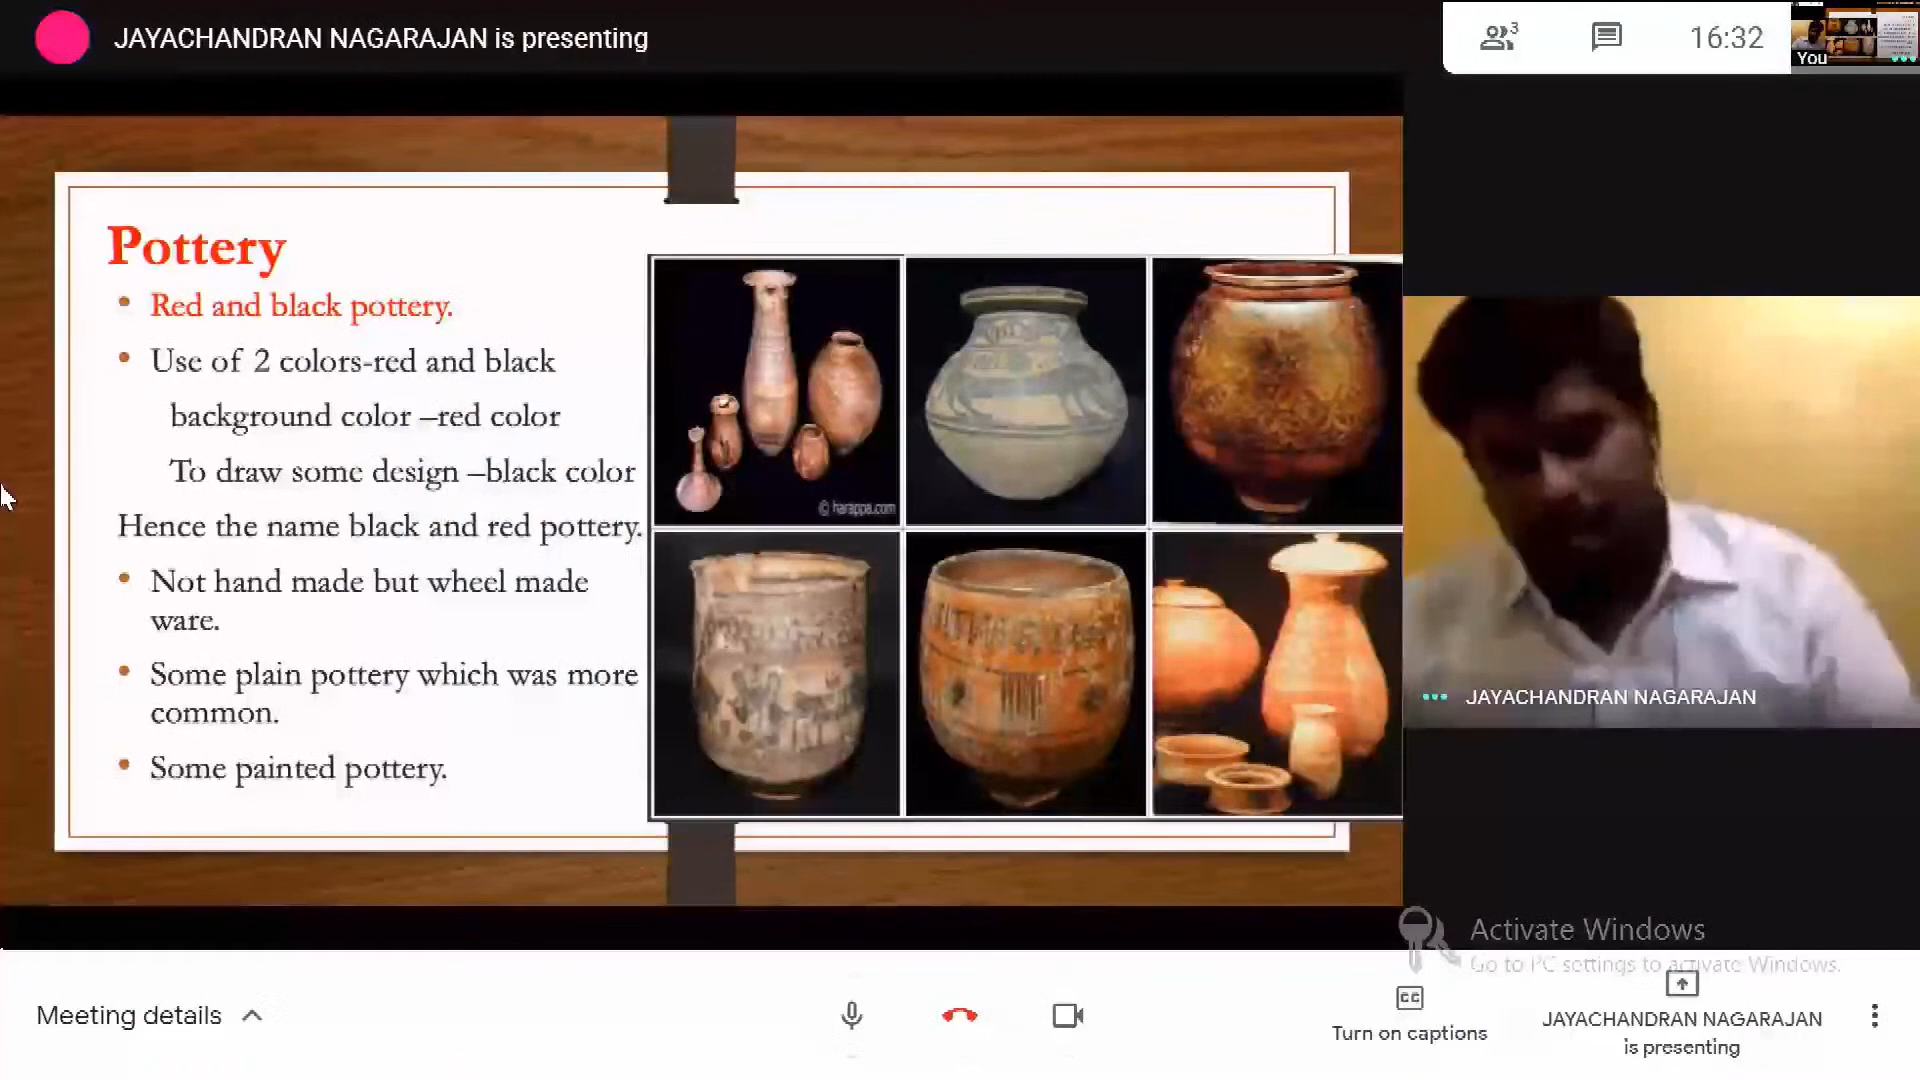 JAYACHANDRAN NAGARAJAN is presenting
3
16:32
You
Pottery
Red and black pottery.
Use of 2 colors-red and black
background color –red color
To draw some design –black color
Hence the name black and red pottery.
Not hand made but wheel made
ware.
Some plain pottery which was more
common.
Some painted pottery.
© harappa.com
JAYACHANDRAN NAGARAJAN
Activate Windows
Go to PC settings to activate Windows.
Meeting details
CC
Turn on captions
JAYACHANDRAN NAGARAJAN
is presenting